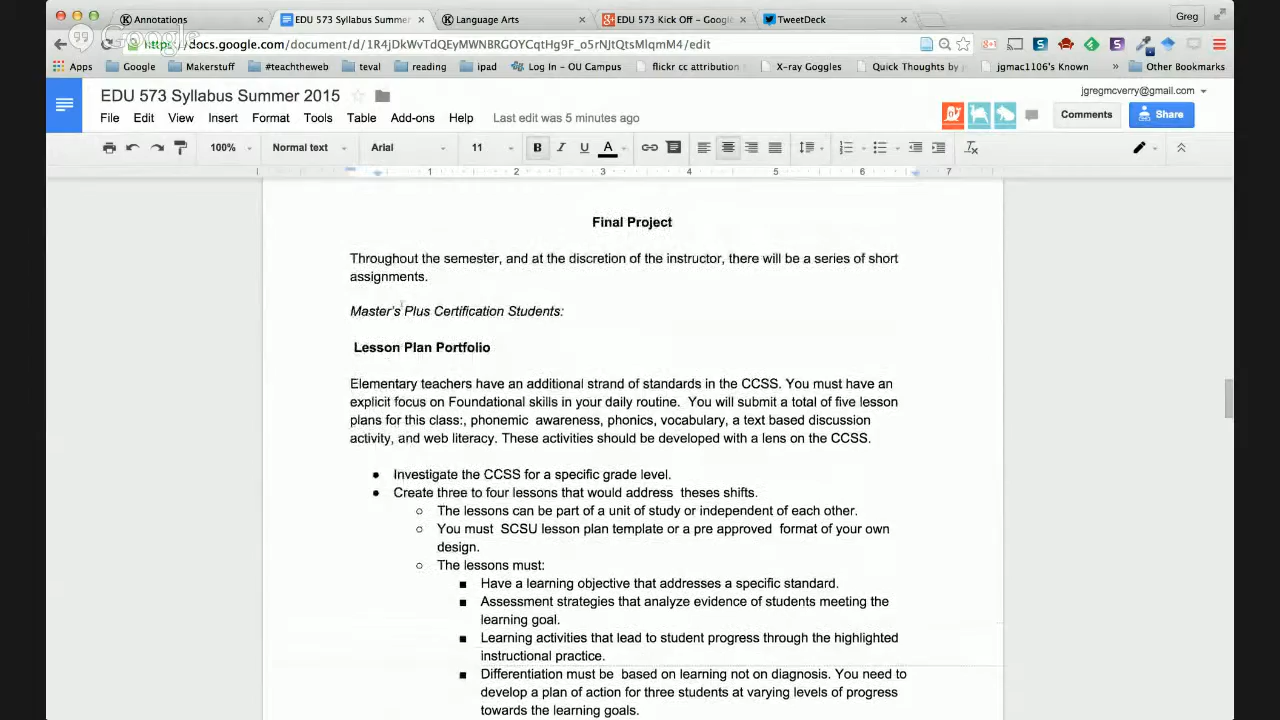 Annotations
EDU 573 Syllabus Summer
Language Arts
EDU 573 Kick Off - Google
TweetDeck
Greg
Google
https://docs.google.com/document/d/1R4jDkWvTdQEyMWNBRGOYCqtHg9F_o5rNJtQtsMlqmM4/edit
Apps Google Makerstuff #teachtheweb teval reading ipad Log In - OU Campus flickr cc attribution X-ray Goggles Quick Thoughts by jgmac1106's Known » Other Bookmarks
EDU 573 Syllabus Summer 2015
jgregmcverry@gmail.com
File Edit View Insert Format Tools Table Add-ons Help Last edit was 5 minutes ago
Comments
Share
100% Normal text Arial 11 B I U A
1 2 3 4 5 6 7
Final Project
Throughout the semester, and at the discretion of the instructor, there will be a series of short
assignments.
Master's Plus Certification Students:
Lesson Plan Portfolio
Elementary teachers have an additional strand of standards in the CCSS. You must have an
explicit focus on Foundational skills in your daily routine. You will submit a total of five lesson
plans for this class:, phonemic awareness, phonics, vocabulary, a text based discussion
activity, and web literacy. These activities should be developed with a lens on the CCSS.
● Investigate the CCSS for a specific grade level.
● Create three to four lessons that would address theses shifts.
○ The lessons can be part of a unit of study or independent of each other.
○ You must SCSU lesson plan template or a pre approved format of your own
design.
○ The lessons must:
■ Have a learning objective that addresses a specific standard.
■ Assessment strategies that analyze evidence of students meeting the
learning goal.
■ Learning activities that lead to student progress through the highlighted
instructional practice.
■ Differentiation must be based on learning not on diagnosis. You need to
develop a plan of action for three students at varying levels of progress
towards the learning goals.